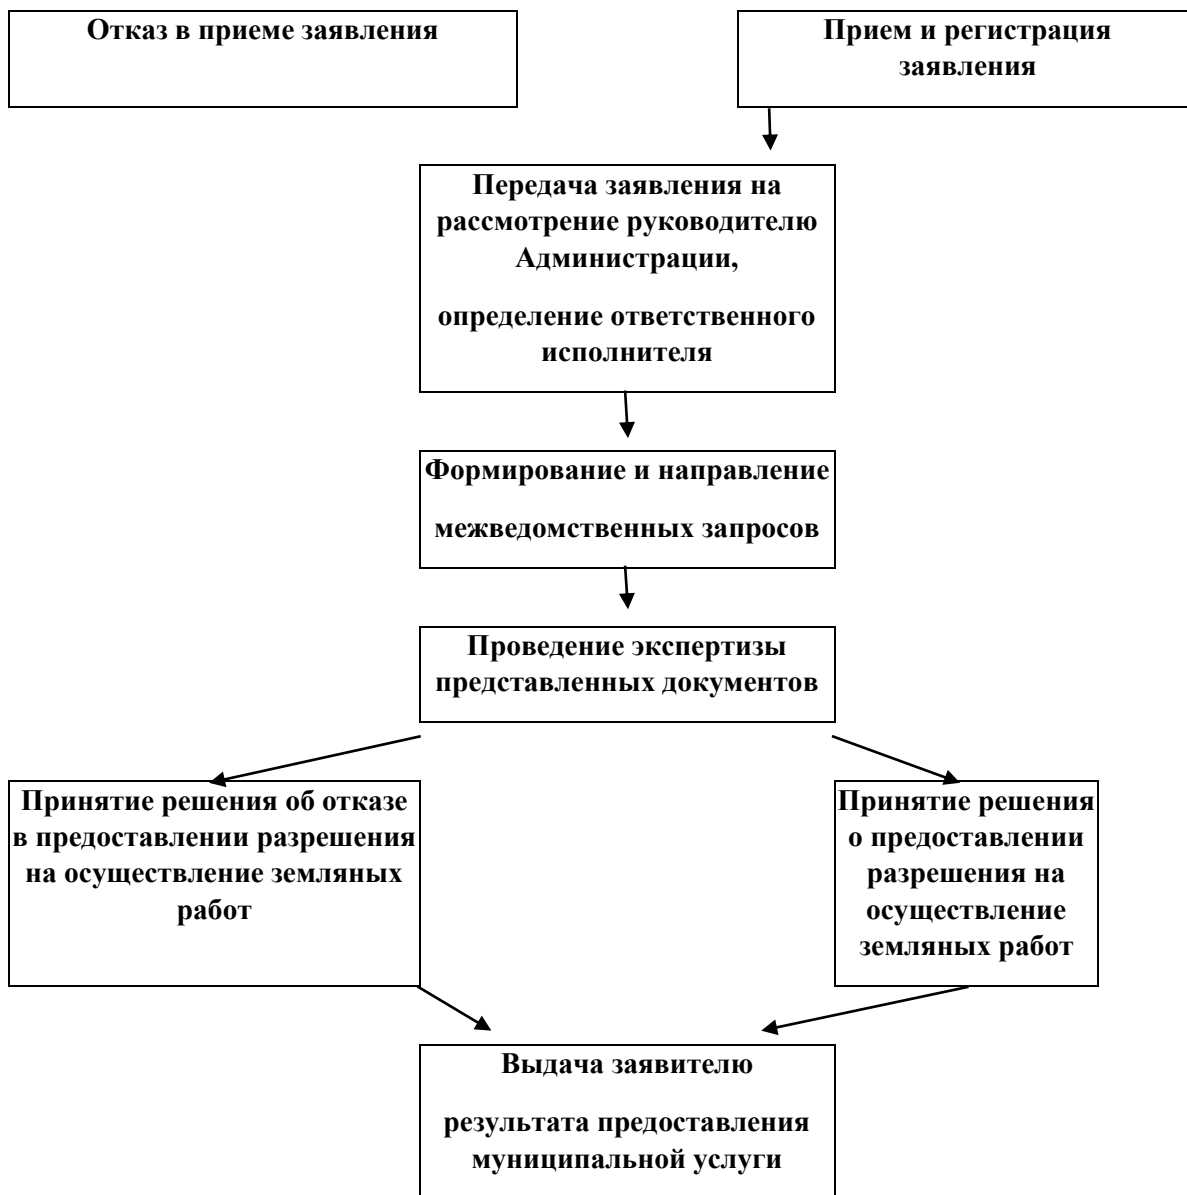 Отказ в приеме заявления
Прием и регистрация
заявления
Передача заявления на
рассмотрение руководителю
Администрации,
определение ответственного
исполнителя
Формирование и направление
межведомственных запросов
Проведение экспертизы
представленных документов
Принятие решения об отказе
в предоставлении разрешения
на осуществление земляных
работ
Принятие решения
о предоставлении
разрешения на
осуществление
земляных работ
Выдача заявителю
результата предоставления
муниципальной услуги